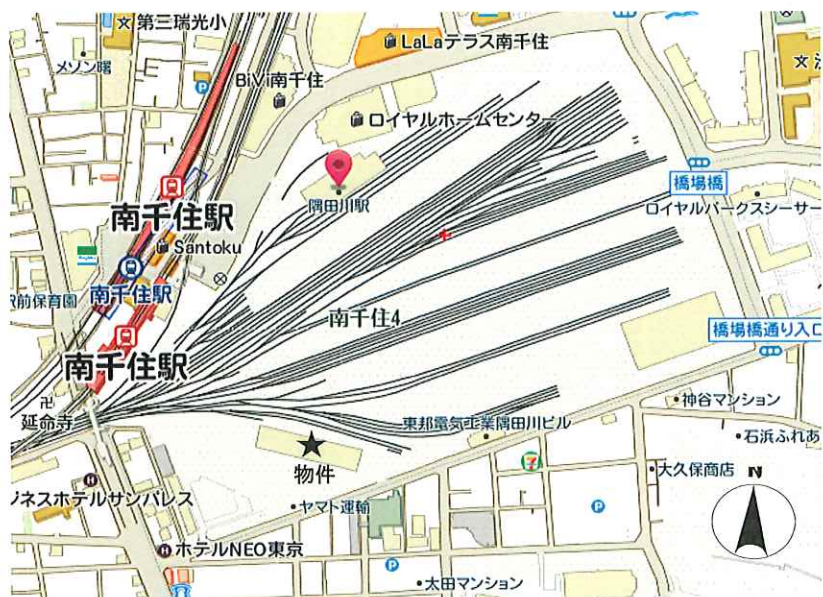 第三瑞光小
メゾン曙
P
BiVi南千住
LaLaテラス南千住
ロイヤルホームセンター
隅田川駅
橋場橋
ロイヤルパークスシーサー
南千住駅
Santoku
南千住駅
駅前保育園
南千住駅
南千住4
橋場橋通り入口
卍
延命寺
東邦電気工業隅田川ビル
神谷マンション
石浜ふれあ
★
物件
7
大久保商店
N
ジネスホテルサンパレス
ヤマト運輸
P
ホテルNEO東京
P
太田マンション